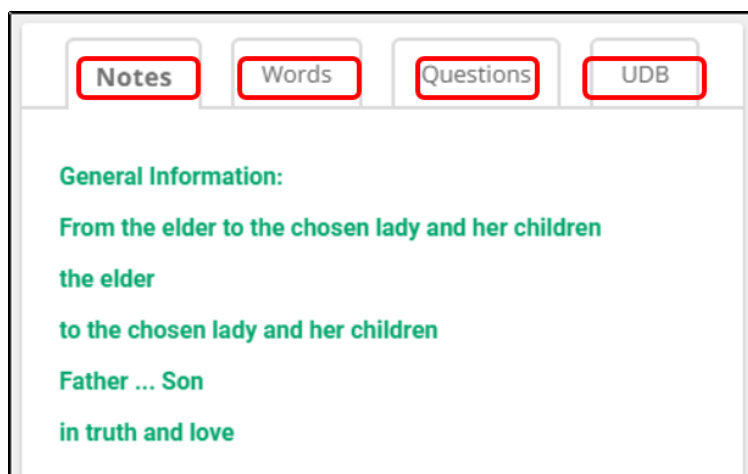 Notes Words Questions UDB
General Information:
From the elder to the chosen lady and her children
the elder
to the chosen lady and her children
Father ... Son
in truth and love